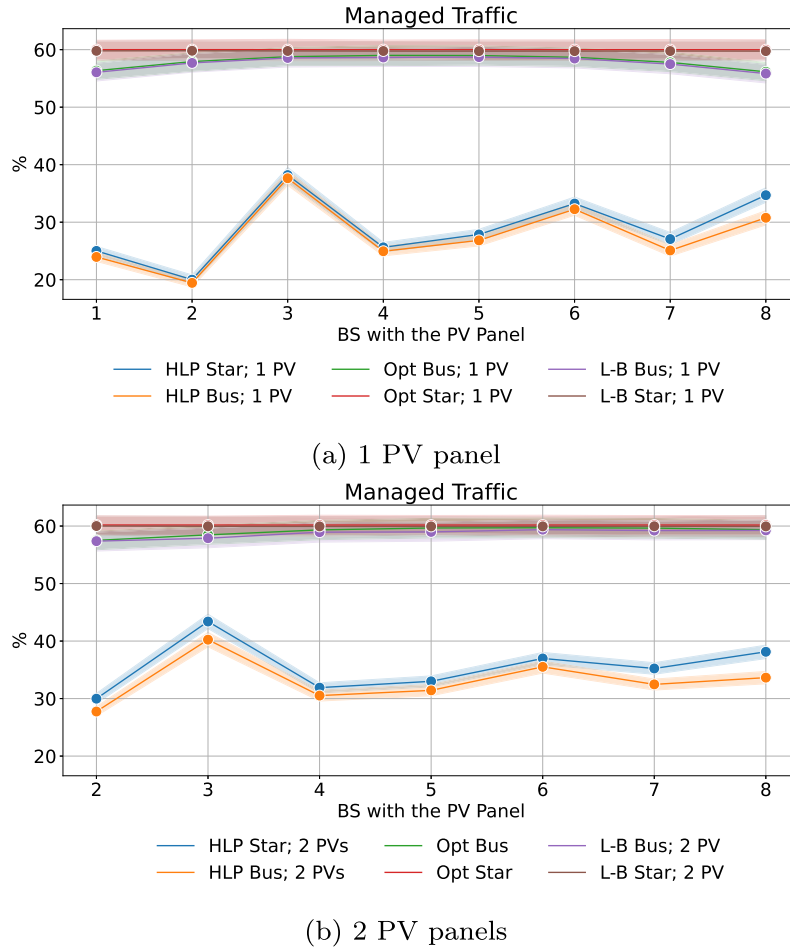 Managed Traffic
60
50
40
30
20
%
1 2 3 4 5 6 7 8
BS with the PV Panel
HLP Star; 1 PV Opt Bus; 1 PV L-B Bus; 1 PV
HLP Bus; 1 PV Opt Star; 1 PV L-B Star; 1 PV
(a) 1 PV panel
Managed Traffic
60
50
40
30
20
%
2 3 4 5 6 7 8
BS with the PV Panel
HLP Star; 2 PVs Opt Bus L-B Bus; 2 PV
HLP Bus; 2 PVs Opt Star L-B Star; 2 PV
(b) 2 PV panels